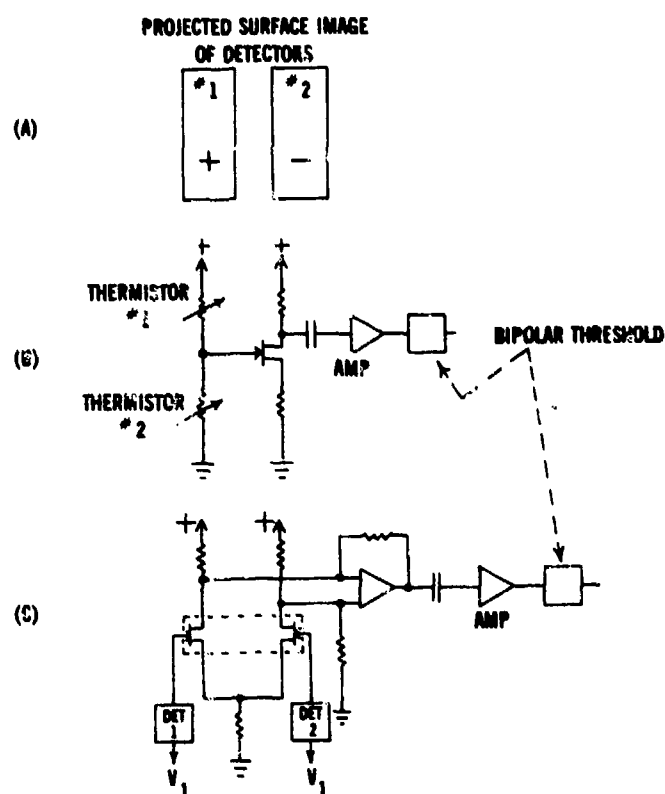 PROJECTED SURFACE IMAGE
OF DETECTORS
#1
#2
(A)
+
−
+
+
THERMISTOR
#1
(B)
AMP
BIPOLAR THRESHOLD
THERMISTOR
#2
+
+
(C)
AMP
DET
1
DET
2
V1
V1